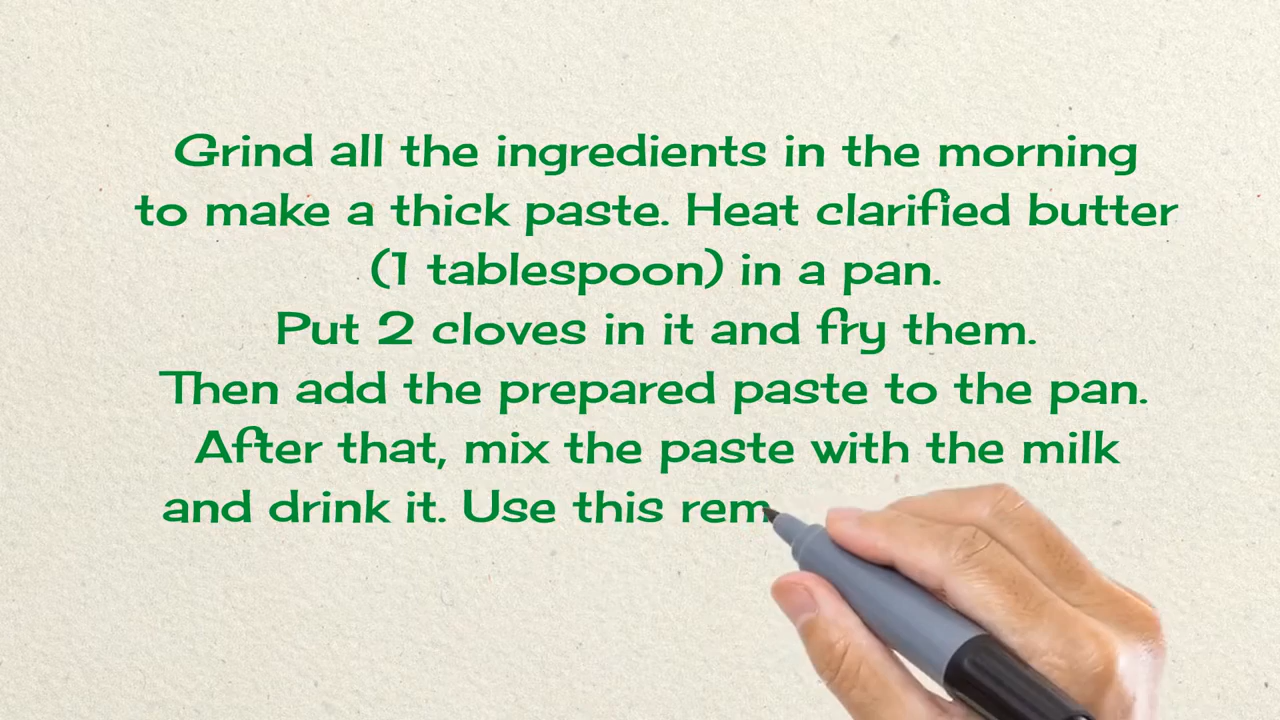 Grind all the ingredients in the morning
to make a thick paste. Heat clarified butter
(1 tablespoon) in a pan.
Put 2 cloves in it and fry them.
Then add the prepared paste to the pan.
After that, mix the paste with the milk
and drink it. Use this rem